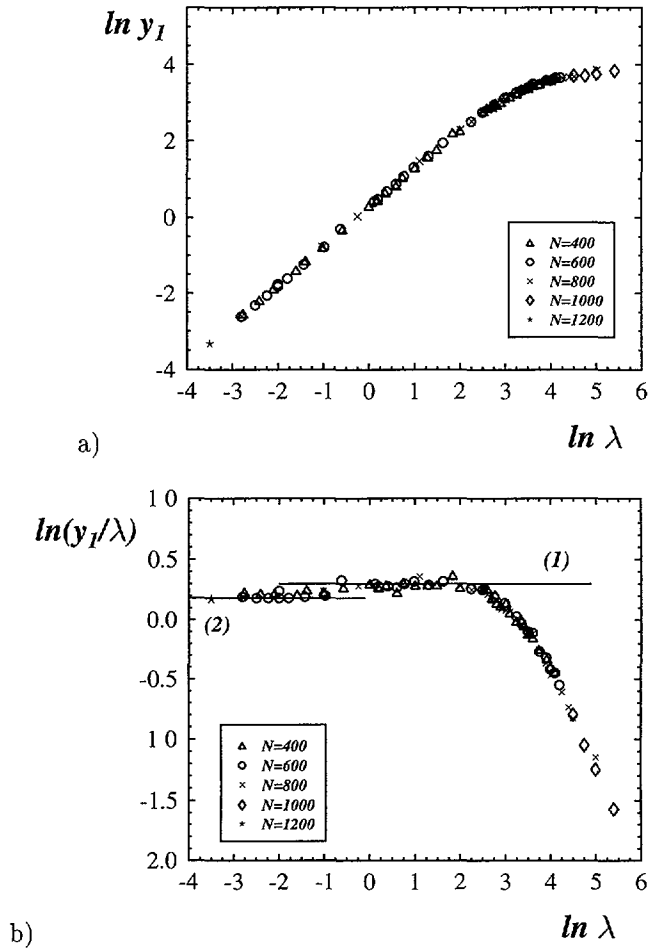 ln y₁
4
2
0
-2
-4
-4 -3 -2 -1 0 1 2 3 4 5 6
N=400
N=600
N=800
N=1000
N=1200
a)
ln λ
ln(y₁/λ)
1 0
0.5
0.0
-0.5
1 0
-1.5
2.0
(1)
(2)
N=400
N=600
N=800
N=1000
N=1200
-4 -3 -2 -1 0 1 2 3 4 5 6
b)
ln λ